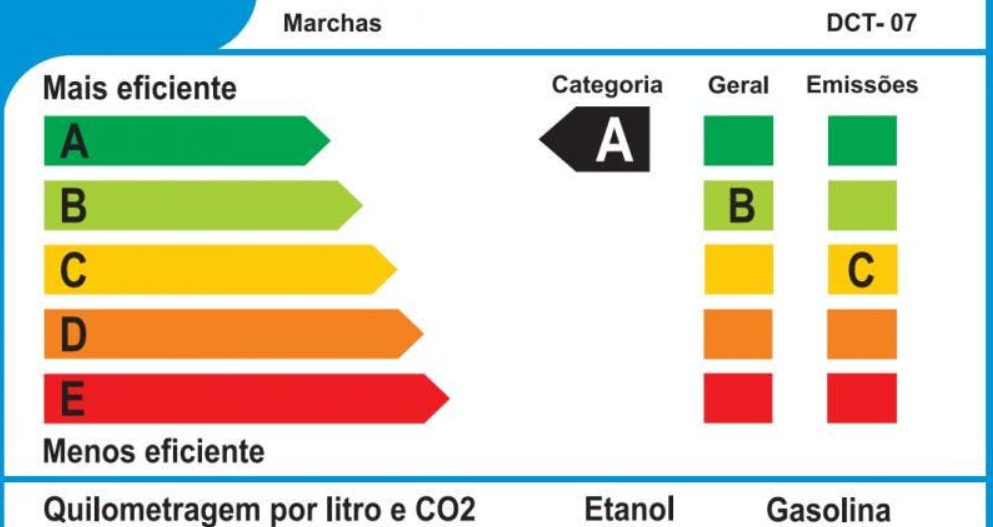 Marchas DCT- 07
Mais eficiente Categoria Geral Emissões
A A
B B
C C
D
E
Menos eficiente
Quilometragem por litro e CO2 Etanol Gasolina